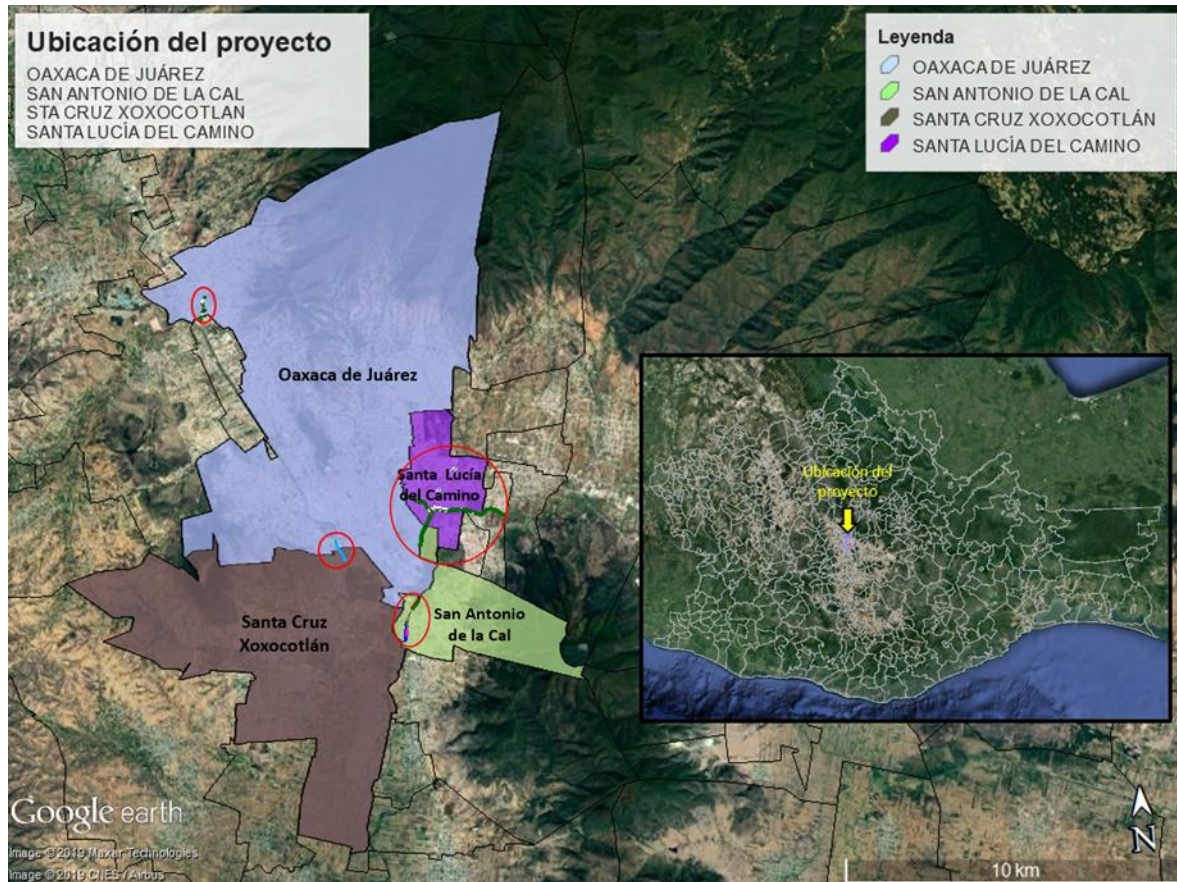 Ubicación del proyecto
OAXACA DE JUÁREZ
SAN ANTONIO DE LA CAL
STA CRUZ XOXOCOTLAN
SANTA LUCÍA DEL CAMINO
Leyenda
OAXACA DE JUÁREZ
SAN ANTONIO DE LA CAL
SANTA CRUZ XOXOCOTLÁN
SANTA LUCÍA DEL CAMINO
Oaxaca de Juárez
Santa Lucía
del Camino
Santa Cruz
Xoxocotlán
San Antonio
de la Cal
Ubicación del
proyecto
Google earth
Image © 2019 Maxar Technologies
Image © 2019 CNES / Airbus
N
10 km